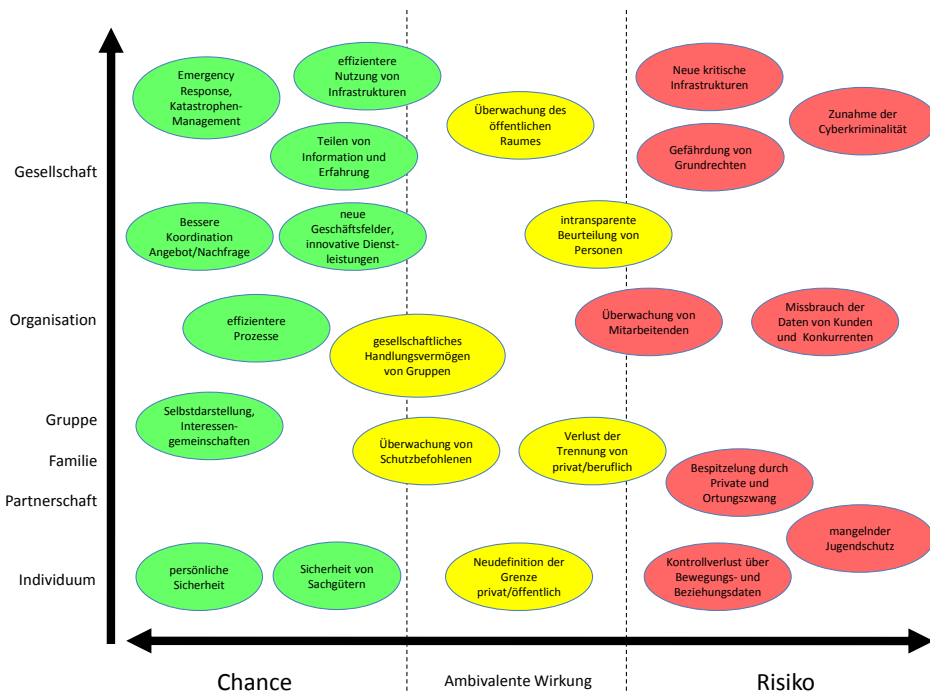 Emergency
Response,
Katastrophen-
Management
effizientere
Nutzung von
Infrastrukturen
Überwachung des
öffentlichen
Raumes
Neue kritische
Infrastrukturen
Zunahme der
Cyberkriminalität
Teilen von
Information und
Erfahrung
Gefährdung von
Grundrechten
Gesellschaft
Bessere
Koordination
Angebot/Nachfrage
neue
Geschäftsfelder,
innovative Dienst-
leistungen
intransparente
Beurteilung von
Personen
Organisation
effizientere
Prozesse
gesellschaftliches
Handlungsvermögen
von Gruppen
Überwachung von
Mitarbeitenden
Missbrauch der
Daten von Kunden
und  Konkurrenten
Gruppe
Selbstdarstellung,
Interessen-
gemeinschaften
Familie
Überwachung von
Schutzbefohlenen
Verlust der
Trennung von
privat/beruflich
Bespitzelung durch
Private und
Ortungszwang
Partnerschaft
mangelnder
Jugendschutz
Individuum
persönliche
Sicherheit
Sicherheit von
Sachgütern
Neudefinition der
Grenze
privat/öffentlich
Kontrollverlust über
Bewegungs- und
Beziehungsdaten
Chance
Ambivalente Wirkung
Risiko